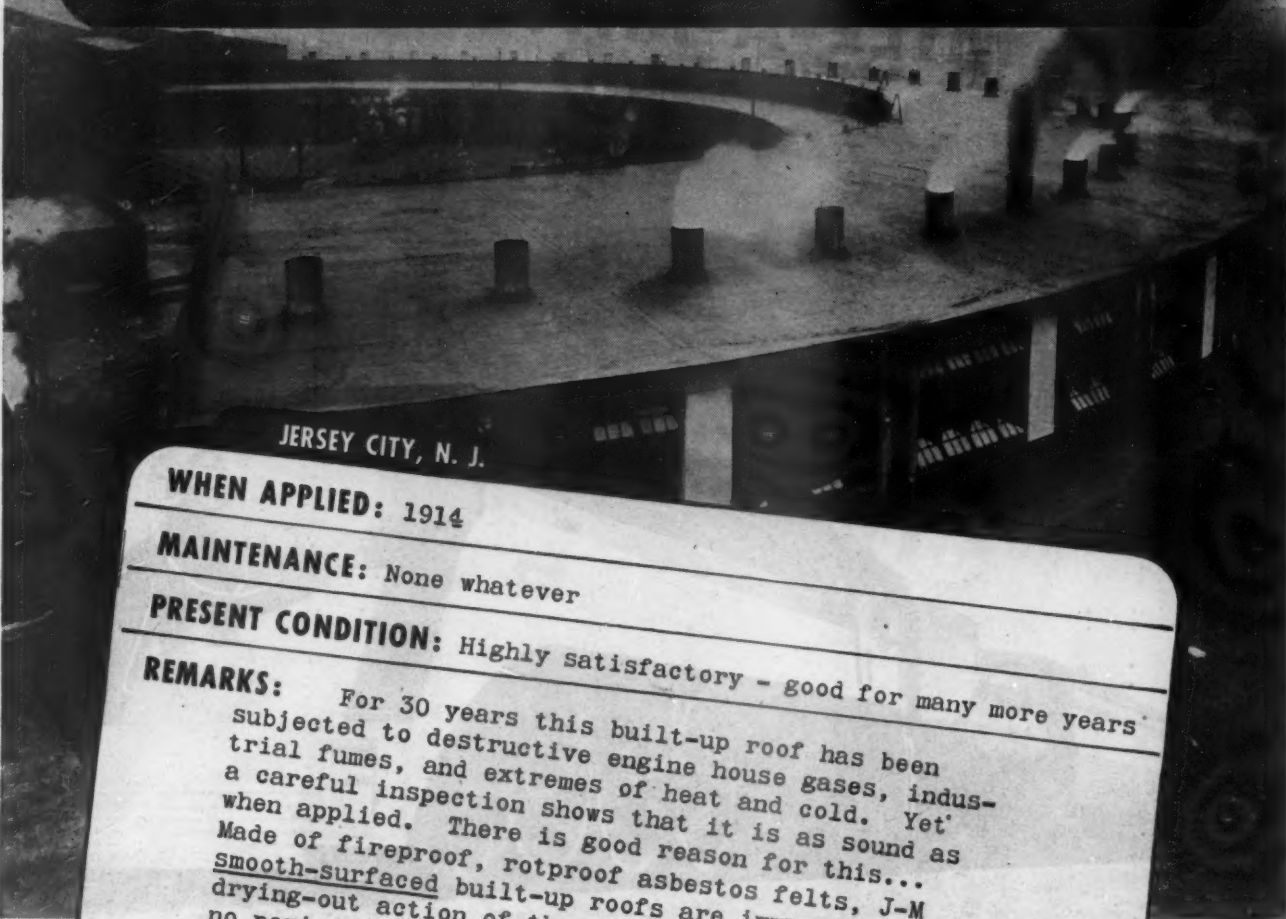 JERSEY CITY, N. J.
WHEN APPLIED: 1914
MAINTENANCE: None whatever
PRESENT CONDITION: Highly satisfactory - good for many more years
REMARKS: For 30 years this built-up roof has been
subjected to destructive engine house gases, indus-
trial fumes, and extremes of heat and cold. Yet
a careful inspection shows that it is as sound as
when applied. There is good reason for this...
Made of fireproof, rotproof asbestos felts, J-M
smooth-surfaced built-up roofs are
drying-out action of
no